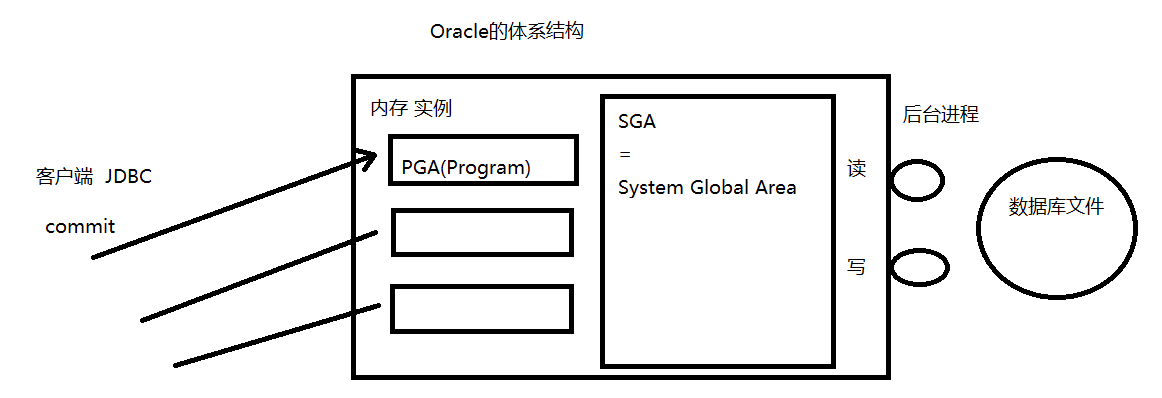 Oracle的体系结构
内存 实例
SGA
=
System Global Area
PGA(Program)
客户端 JDBC
commit
后台进程
读
写
数据库文件